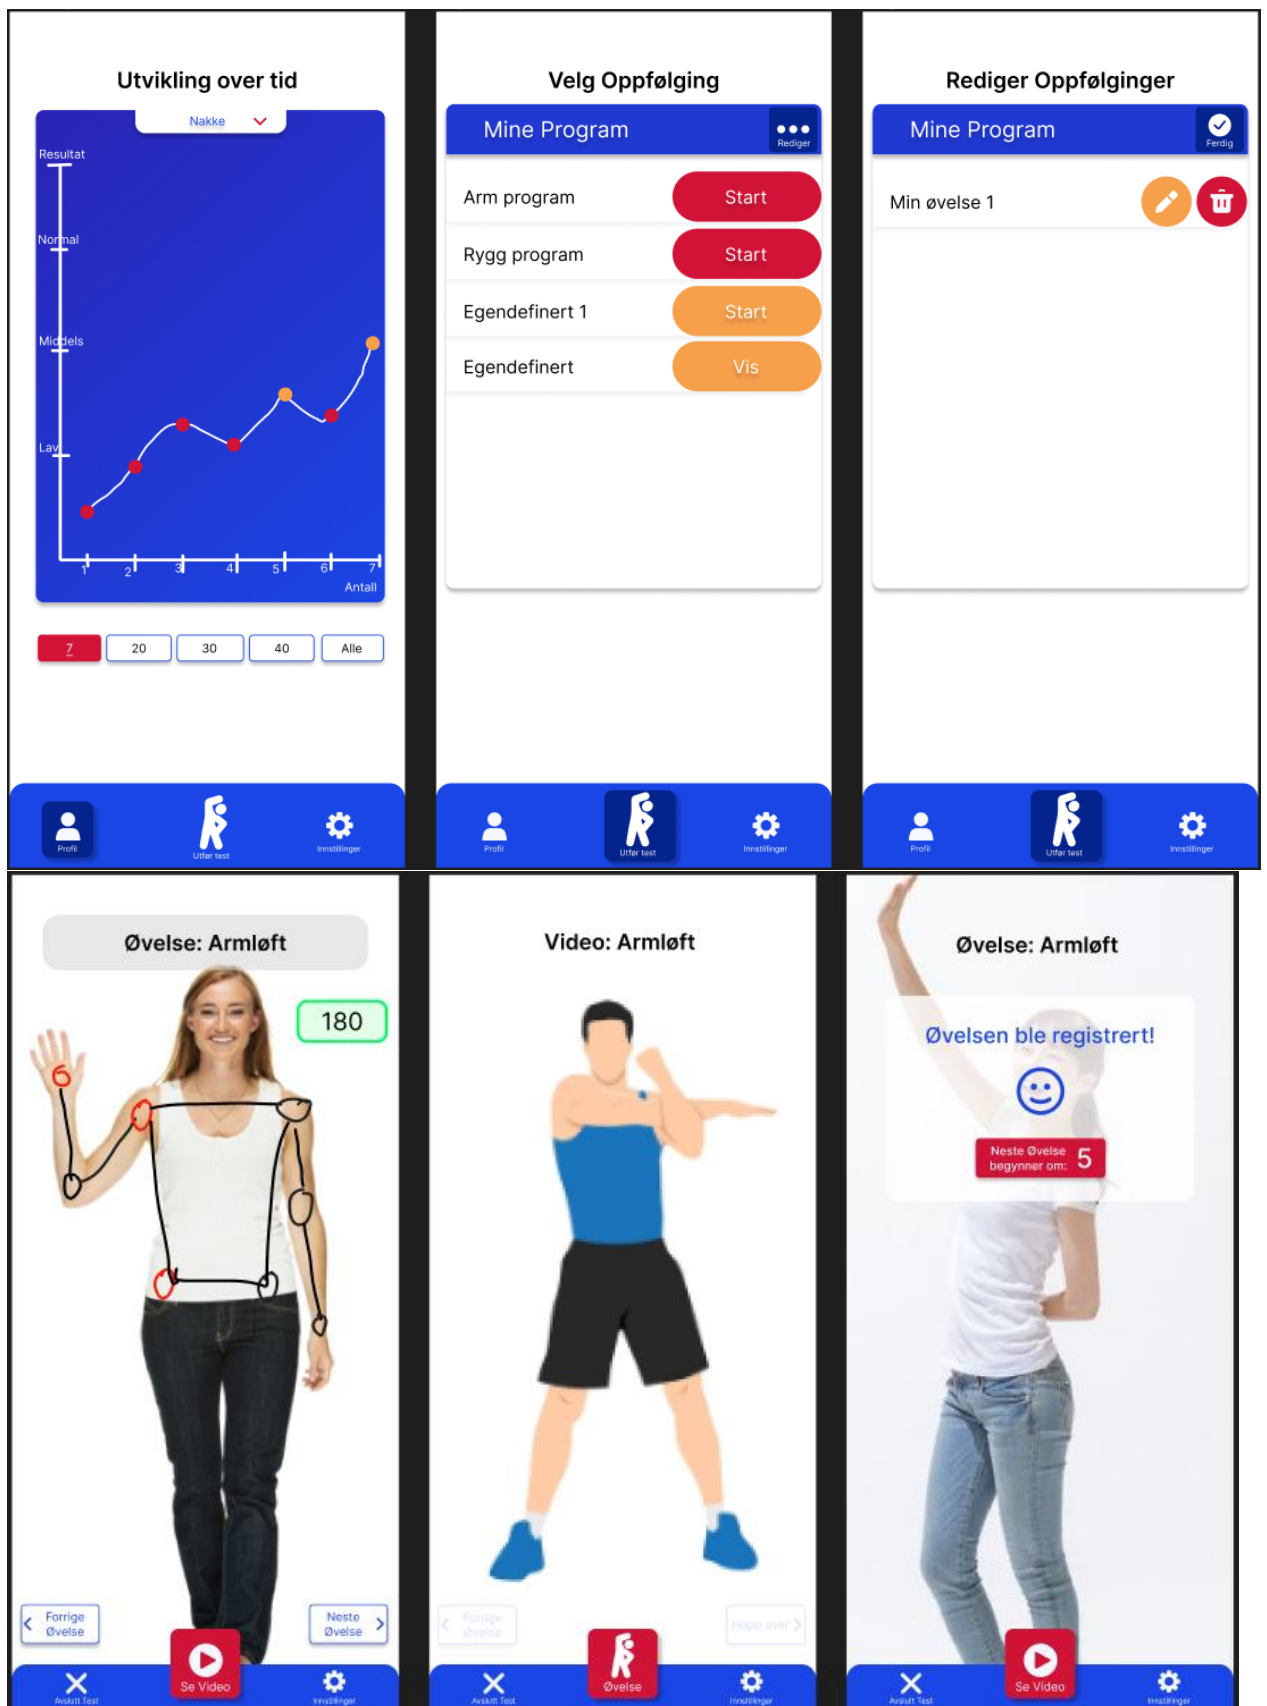 Utvikling over tid
Nakke
Resultat
Normal
Middels
Lav
1 2 3 4 5 6 7
Antall
7 20 30 40 Alle
Profil
Utfør test
Innstillinger
Velg Oppfølging
Mine Program
Rediger
Arm program Start
Rygg program Start
Egendefinert 1 Start
Egendefinert Vis
Profil
Utfør test
Innstillinger
Rediger Oppfølginger
Mine Program
Ferdig
Min øvelse 1
Profil
Utfør test
Innstillinger
Øvelse: Armløft
180
Forrige
Øvelse
Neste
Øvelse
Avslutt Test
Se Video
Innstillinger
Video: Armløft
Forrige
Øvelse
Hopp over
Avslutt Test
Øvelse
Innstillinger
Øvelse: Armløft
Øvelsen ble registrert!
Neste Øvelse
begynner om: 5
Avslutt Test
Se Video
Innstillinger